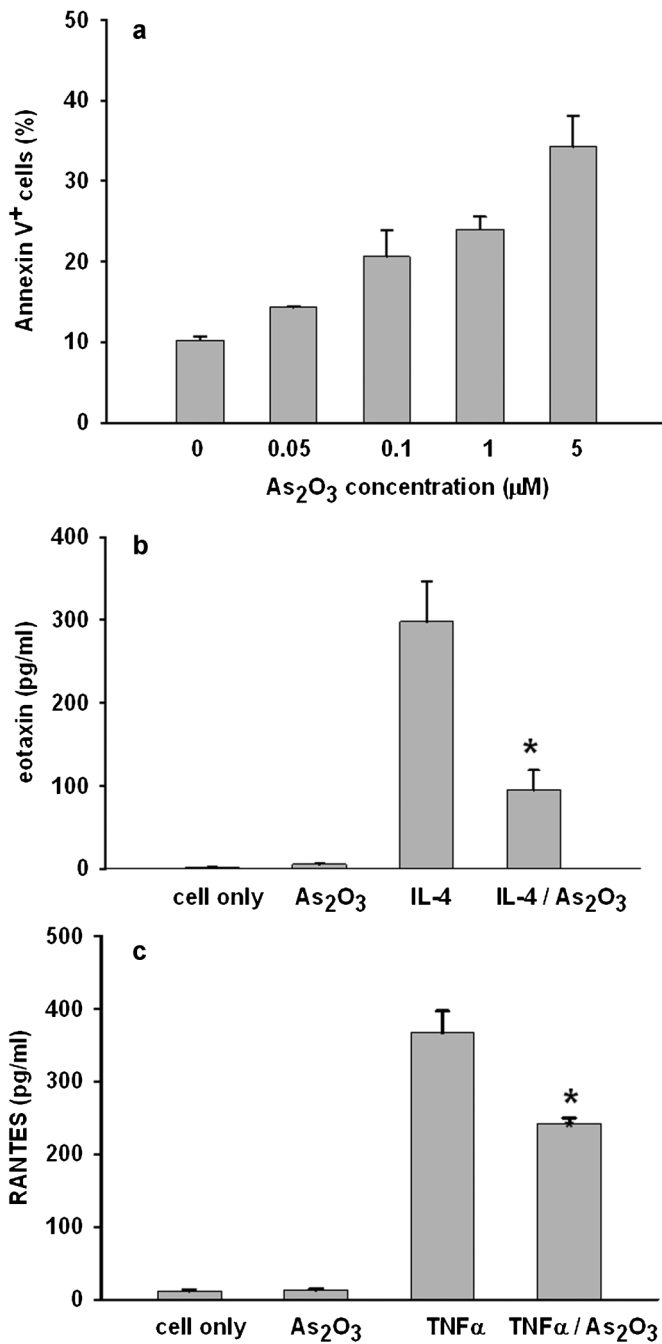 a
50
40
30
20
10
0
Annexin V+ cells (%)
0 0.05 0.1 1 5
As2O3 concentration (μM)
b
400
300
200
100
0
eotaxin (pg/ml)
*
cell only As2O3 IL-4 IL-4 / As2O3
c
500
400
300
200
100
0
RANTES (pg/ml)
*
*
cell only As2O3 TNFα TNFα / As2O3